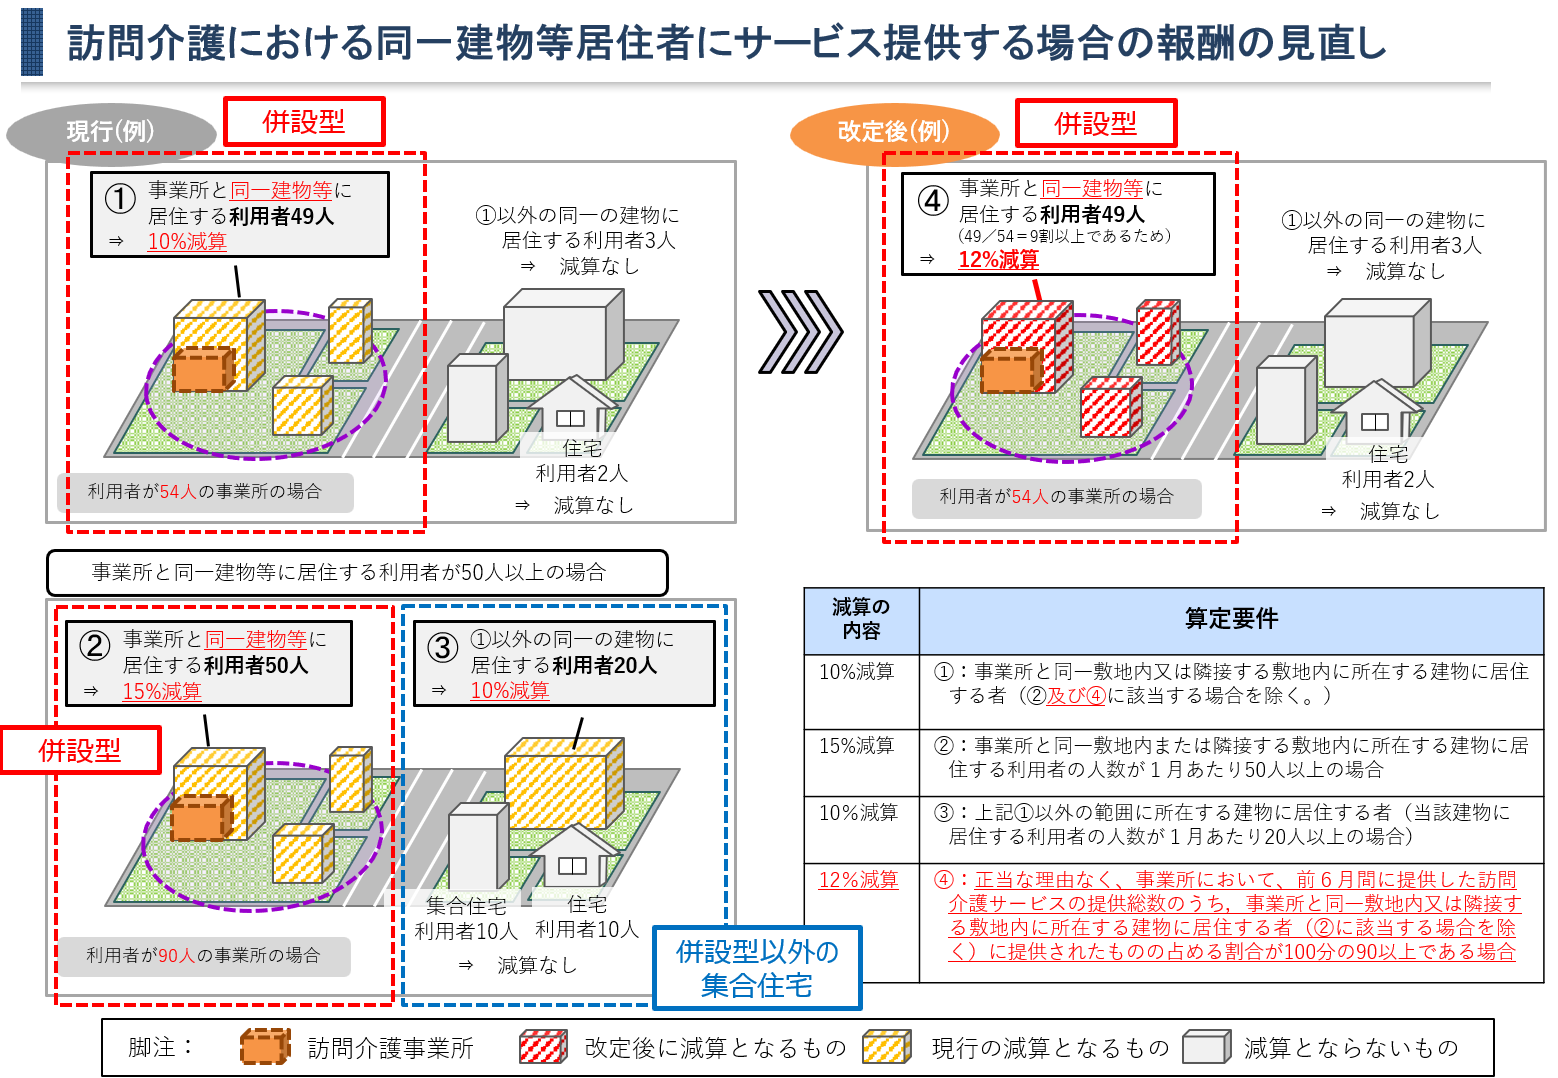 訪問介護における同一建物等居住者にサービス提供する場合の報酬の見直し
現行(例)
併設型
① 事業所と同一建物等に
居住する利用者49人
⇒ 10%減算
①以外の同一の建物に
居住する利用者3人
⇒ 減算なし
住宅
利用者2人
⇒ 減算なし
利用者が54人の事業所の場合
改定後(例)
併設型
④ 事業所と同一建物等に
居住する利用者49人
（49／54＝9割以上であるため）
⇒ 12%減算
①以外の同一の建物に
居住する利用者3人
⇒ 減算なし
住宅
利用者2人
⇒ 減算なし
利用者が54人の事業所の場合
事業所と同一建物等に居住する利用者が50人以上の場合
② 事業所と同一建物等に
居住する利用者50人
⇒ 15%減算
併設型
③ ①以外の同一の建物に
居住する利用者20人
⇒ 10%減算
集合住宅
利用者10人
住宅
利用者10人
⇒ 減算なし
利用者が90人の事業所の場合
併設型以外の
集合住宅
減算の
内容
算定要件
10%減算
①：事業所と同一敷地内又は隣接する敷地内に所在する建物に居住
する者（②及び④に該当する場合を除く。）
15%減算
②：事業所と同一敷地内または隣接する敷地内に所在する建物に居
住する利用者の人数が１月あたり50人以上の場合
10%減算
③：上記①以外の範囲に所在する建物に居住する者（当該建物に
居住する利用者の人数が１月あたり20人以上の場合）
12%減算
④：正当な理由なく、事業所において、前６月間に提供した訪問
介護サービスの提供総数のうち，事業所と同一敷地内又は隣接す
る敷地内に所在する建物に居住する者（②に該当する場合を除
く）に提供されたものの占める割合が100分の90以上である場合
脚注：
訪問介護事業所
改定後に減算となるもの
現行の減算となるもの
減算とならないもの